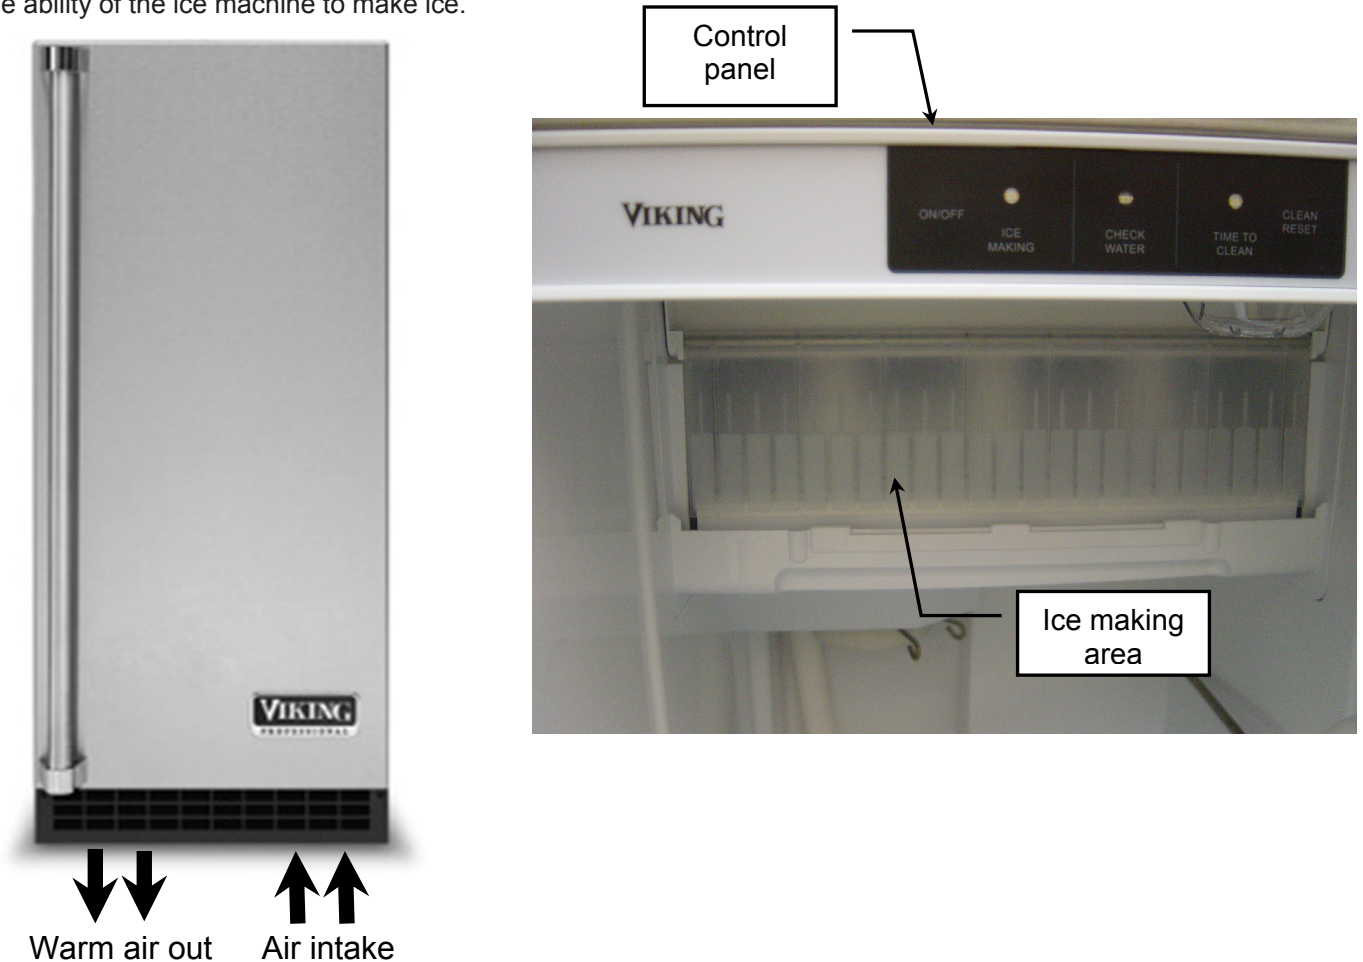 e ability of the ice machine to make ice.
Control
panel
VIKING
ON/OFF
ICE
MAKING
CHECK
WATER
TIME TO
CLEAN
CLEAN
RESET
Ice making
area
VIKING
PROFESSIONAL
Warm air out
Air intake